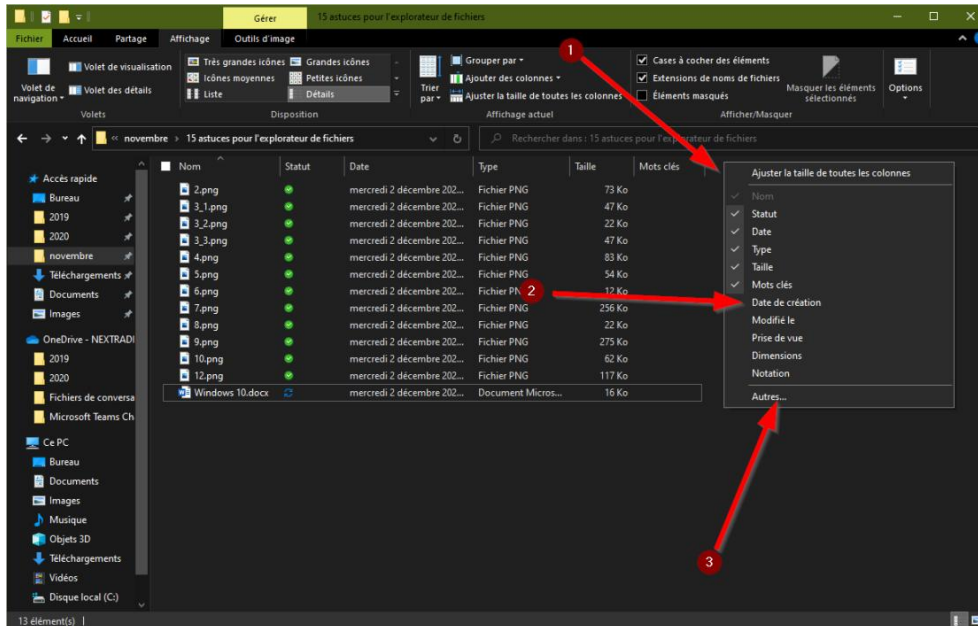 Gérer
15 astuces pour l'explorateur de fichiers
Fichier
Accueil
Partage
Affichage
Outils d'image
Volet de navigation
Volet de visualisation
Volet des détails
Volets
Très grandes icônes
Grandes icônes
Icônes moyennes
Petites icônes
Liste
Détails
Disposition
Trier par
Grouper par
Ajouter des colonnes
Ajuster la taille de toutes les colonnes
Affichage actuel
Cases à cocher des éléments
Extensions de noms de fichiers
Éléments masqués
Masquer les éléments sélectionnés
Afficher/Masquer
Options
« novembre › 15 astuces pour l'explorateur de fichiers
Rechercher dans : 15 astuces pour l'explorateur de fichiers
Accès rapide
Bureau
2019
2020
novembre
Téléchargements
Documents
Images
OneDrive - NEXTRADI
2019
2020
Fichiers de conversa
Microsoft Teams Ch
Ce PC
Bureau
Documents
Images
Musique
Objets 3D
Téléchargements
Vidéos
Disque local (C:)
Nom Statut Date Type Taille Mots clés
2.png mercredi 2 décembre 202... Fichier PNG 73 Ko
3_1.png mercredi 2 décembre 202... Fichier PNG 47 Ko
3_2.png mercredi 2 décembre 202... Fichier PNG 22 Ko
3_3.png mercredi 2 décembre 202... Fichier PNG 47 Ko
4.png mercredi 2 décembre 202... Fichier PNG 83 Ko
5.png mercredi 2 décembre 202... Fichier PNG 54 Ko
6.png mercredi 2 décembre 202... Fichier PNG 12 Ko
7.png mercredi 2 décembre 202... Fichier PNG 256 Ko
8.png mercredi 2 décembre 202... Fichier PNG 22 Ko
9.png mercredi 2 décembre 202... Fichier PNG 275 Ko
10.png mercredi 2 décembre 202... Fichier PNG 62 Ko
12.png mercredi 2 décembre 202... Fichier PNG 117 Ko
Windows 10.docx mercredi 2 décembre 202... Document Micros... 16 Ko
1
Ajuster la taille de toutes les colonnes
Nom
Statut
Date
Type
Taille
Mots clés
2
Date de création
Modifié le
Prise de vue
Dimensions
Notation
Autres...
3
13 élément(s)